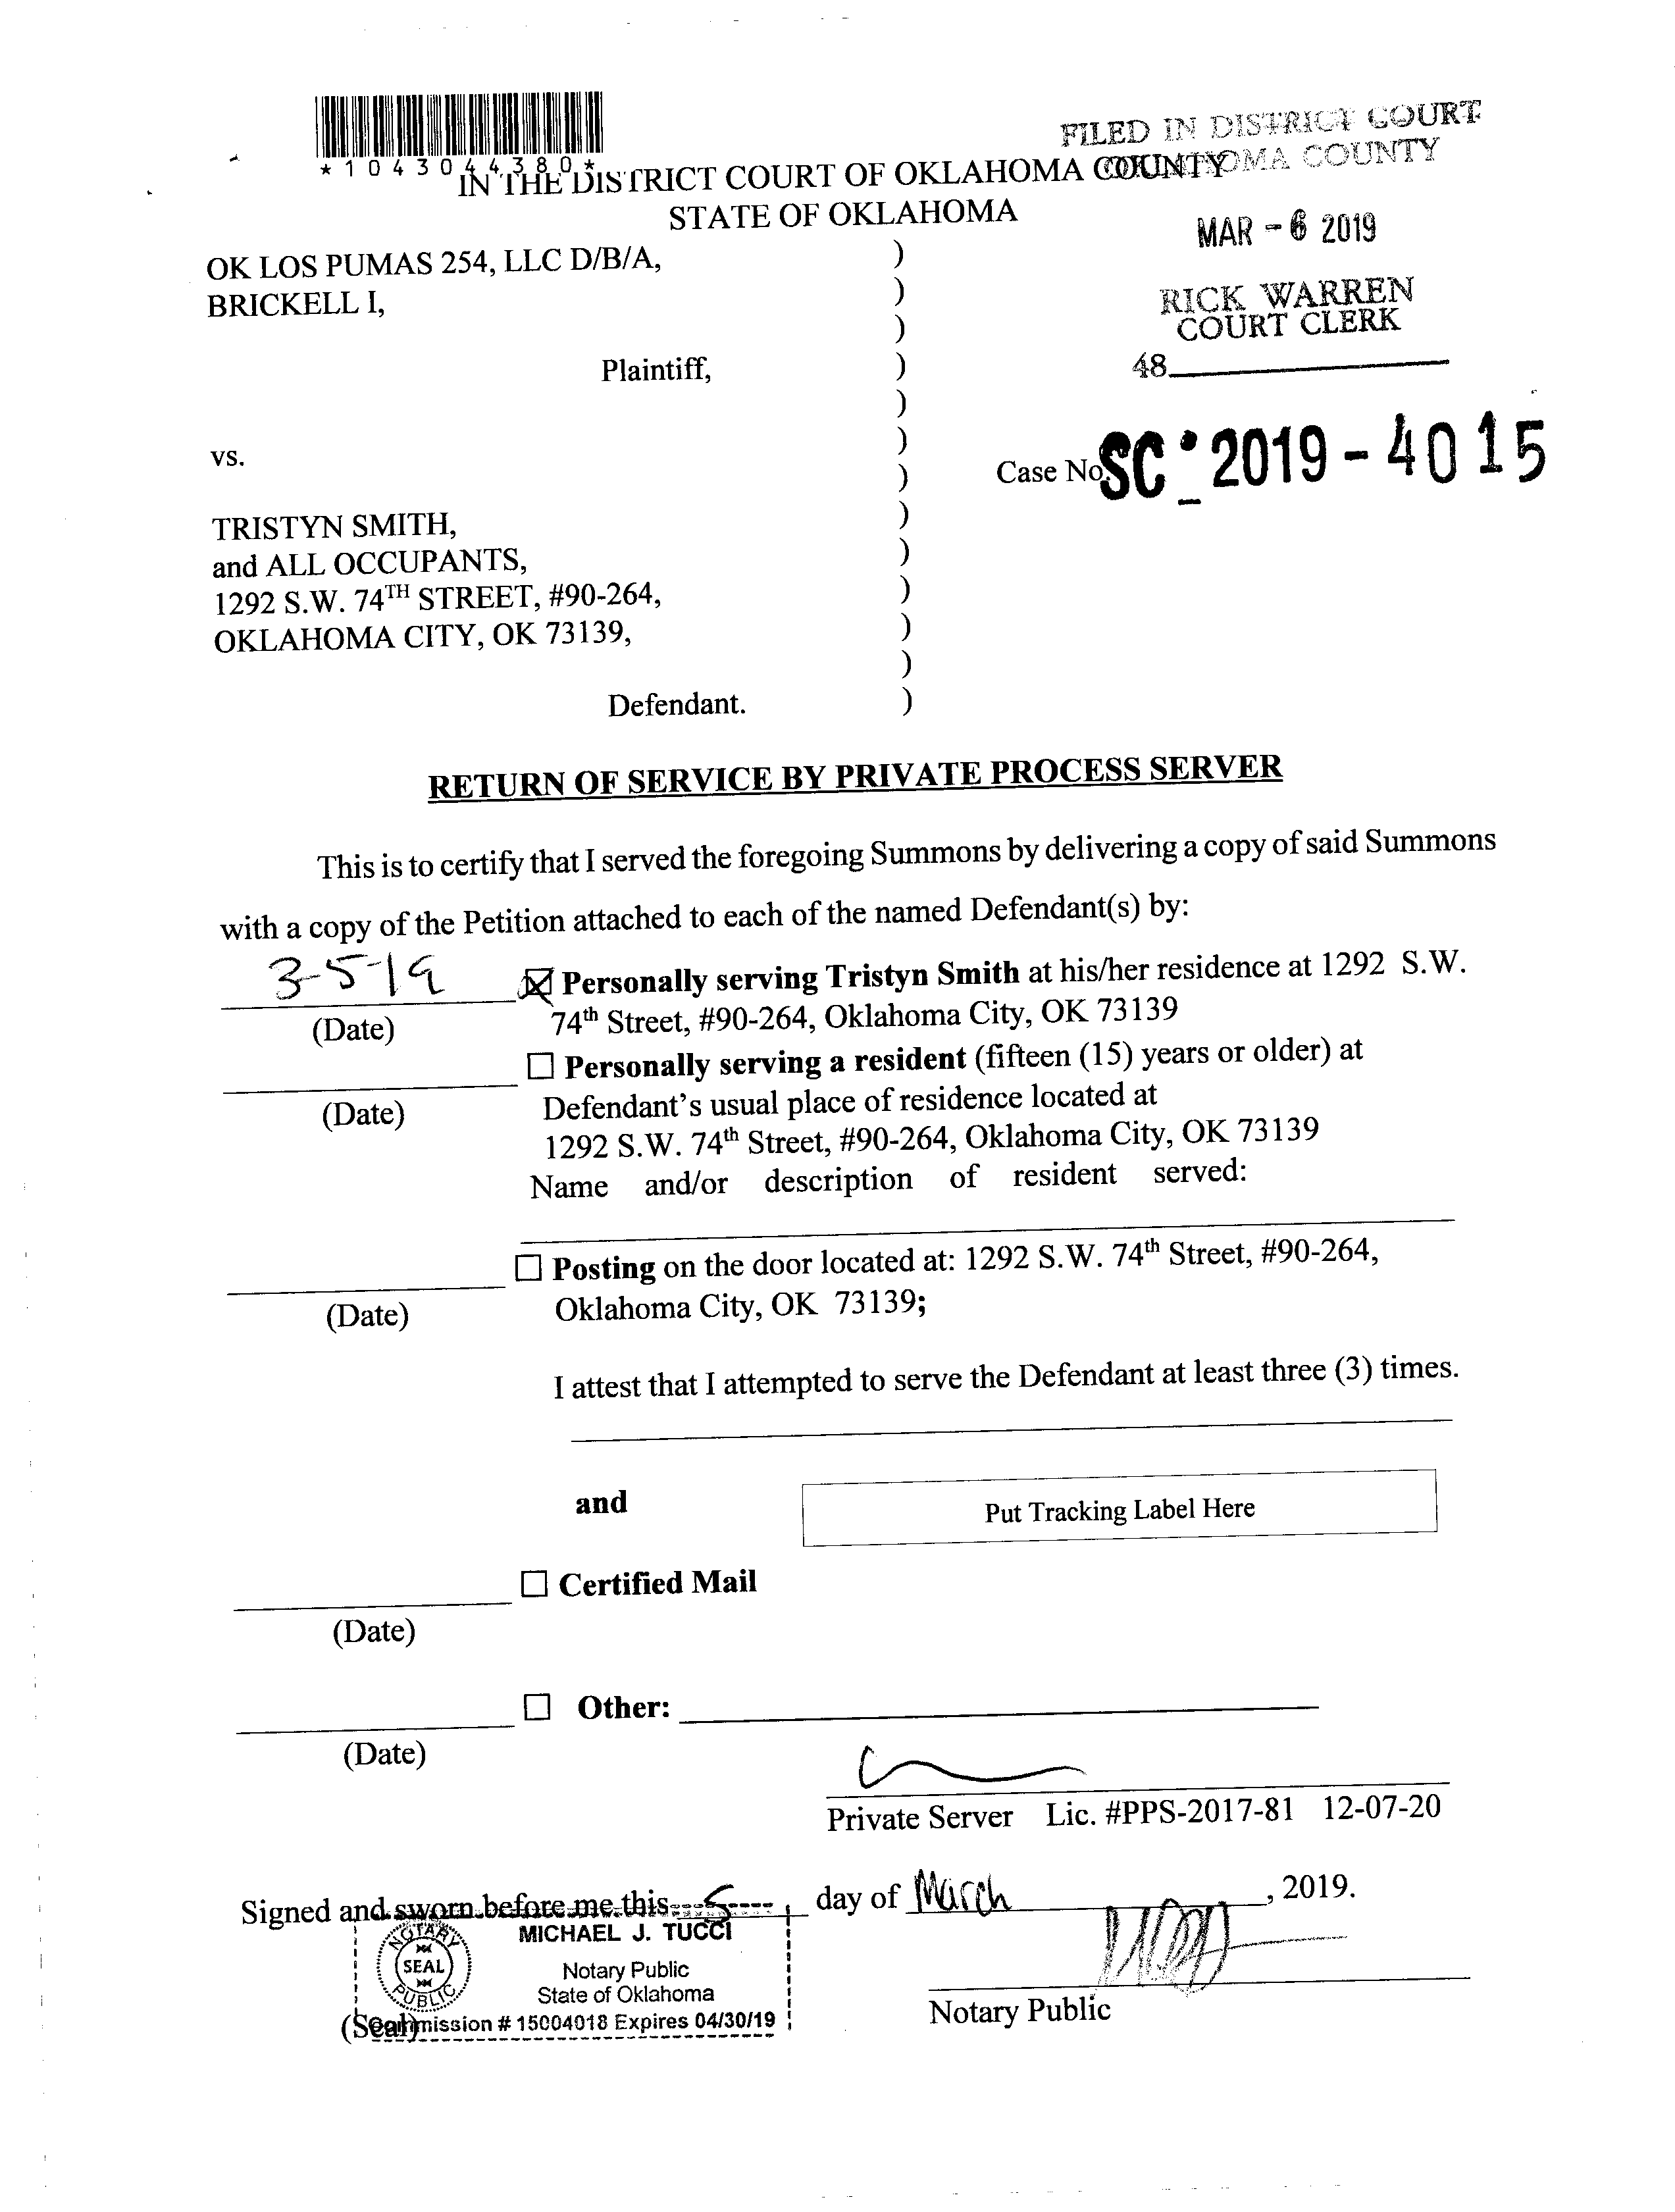 *1043044380*
FILED IN DISTRICT COURT
OKLAHOMA COUNTY
IN THE DISTRICT COURT OF OKLAHOMA COUNTY
STATE OF OKLAHOMA
MAR - 6 2019
RICK WARREN
COURT CLERK
48
OK LOS PUMAS 254, LLC D/B/A, )
BRICKELL I, )
)
Plaintiff, )
)
)
vs. )
Case No. SC - 2019 - 4015
TRISTYN SMITH, )
and ALL OCCUPANTS, )
1292 S.W. 74TH STREET, #90-264, )
OKLAHOMA CITY, OK 73139, )
)
Defendant. )
RETURN OF SERVICE BY PRIVATE PROCESS SERVER
This is to certify that I served the foregoing Summons by delivering a copy of said Summons
with a copy of the Petition attached to each of the named Defendant(s) by:
3-5-19 ☒ Personally serving Tristyn Smith at his/her residence at 1292 S.W.
(Date) 74th Street, #90-264, Oklahoma City, OK 73139
☐ Personally serving a resident (fifteen (15) years or older) at
(Date) Defendant's usual place of residence located at
1292 S.W. 74th Street, #90-264, Oklahoma City, OK 73139
Name and/or description of resident served:
☐ Posting on the door located at: 1292 S.W. 74th Street, #90-264,
(Date) Oklahoma City, OK 73139;
I attest that I attempted to serve the Defendant at least three (3) times.
and
Put Tracking Label Here
☐ Certified Mail
(Date)
☐ Other:
(Date)
Private Server Lic. #PPS-2017-81 12-07-20
Signed and sworn before me this 5 day of March, 2019.
NOTARY PUBLIC
SEAL
MICHAEL J. TUCCI
Notary Public
State of Oklahoma
Commission # 15004018 Expires 04/30/19
(Seal)
Notary Public